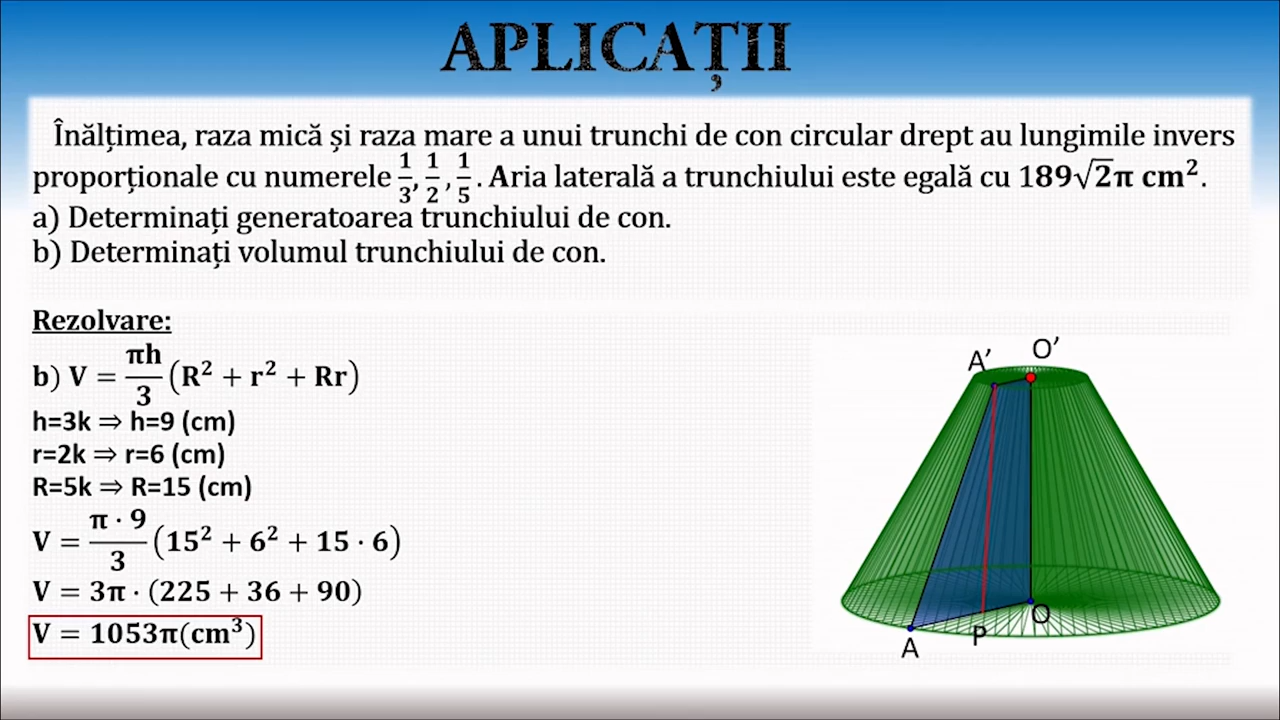 APLICAȚII
Înălțimea, raza mică și raza mare a unui trunchi de con circular drept au lungimile invers
proporționale cu numerele 1/3, 1/2, 1/5. Aria laterală a trunchiului este egală cu 189√2π cm².
a) Determinați generatoarea trunchiului de con.
b) Determinați volumul trunchiului de con.
Rezolvare:
b) V = πh/3 (R² + r² + Rr)
h=3k ⇒ h=9 (cm)
r=2k ⇒ r=6 (cm)
R=5k ⇒ R=15 (cm)
V = π · 9/3 (15² + 6² + 15 · 6)
V = 3π · (225 + 36 + 90)
V = 1053π(cm³)
A’ O’
O
P
A